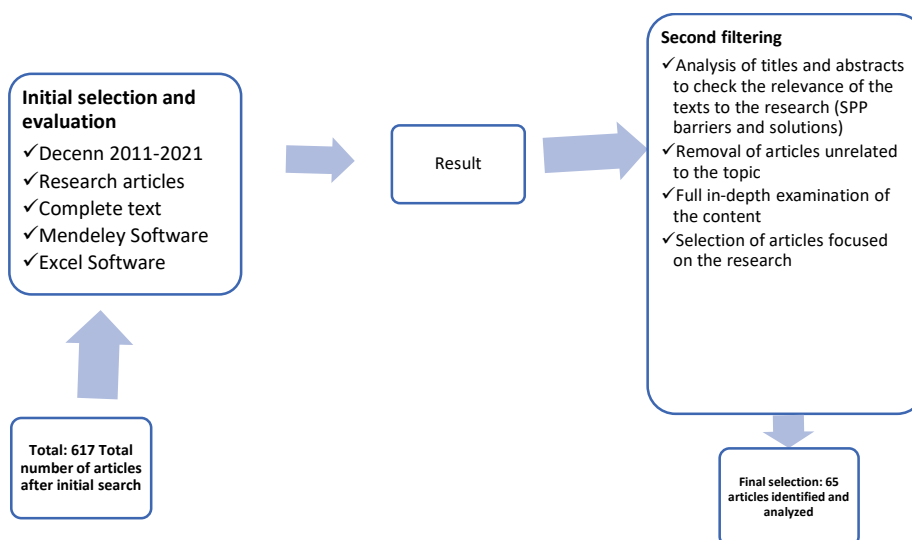 Initial selection and
evaluation
✓Decenn 2011-2021
✓Research articles
✓Complete text
✓Mendeley Software
✓Excel Software
Total: 617 Total
number of articles
after initial search
Result
Second filtering
✓Analysis of titles and abstracts
to check the relevance of the
texts to the research (SPP
barriers and solutions)
✓Removal of articles unrelated
to the topic
✓Full in-depth examination of
the content
✓Selection of articles focused
on the research
Final selection: 65
articles identified and
analyzed